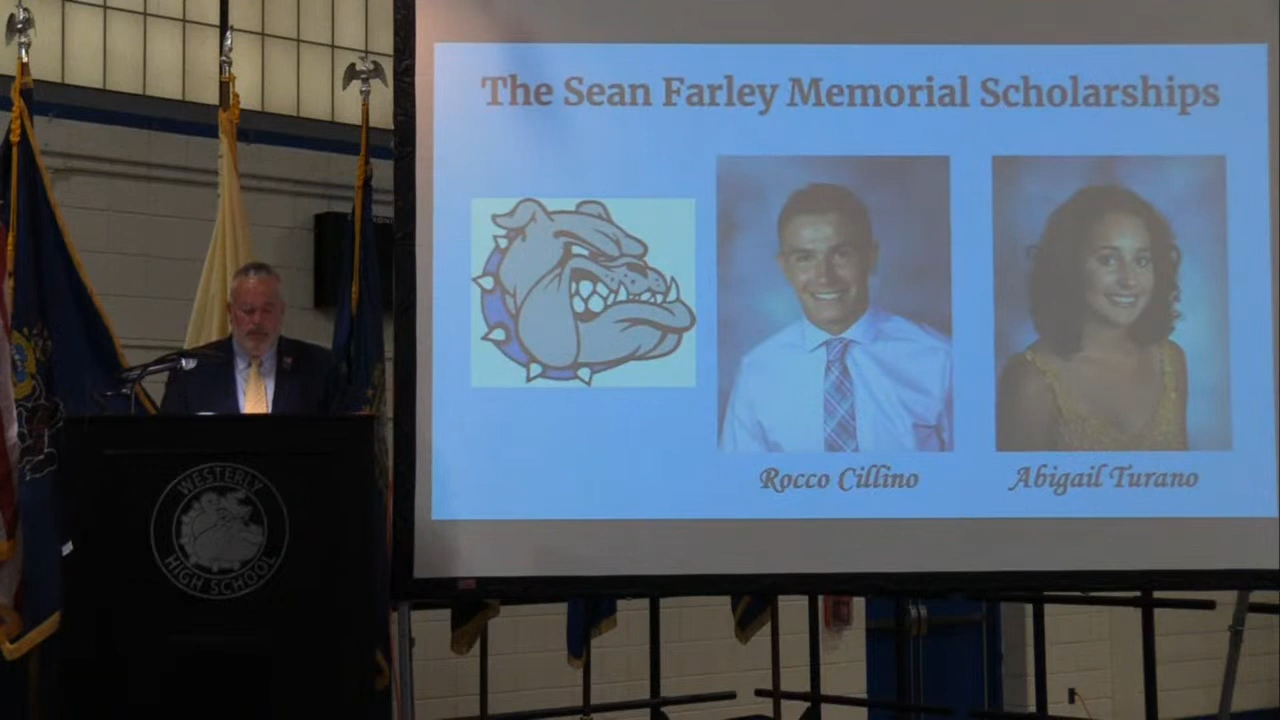 The Sean Farley Memorial Scholarships
Rocco Cillino
Abigail Turano
WESTERLY
HIGH SCHOOL